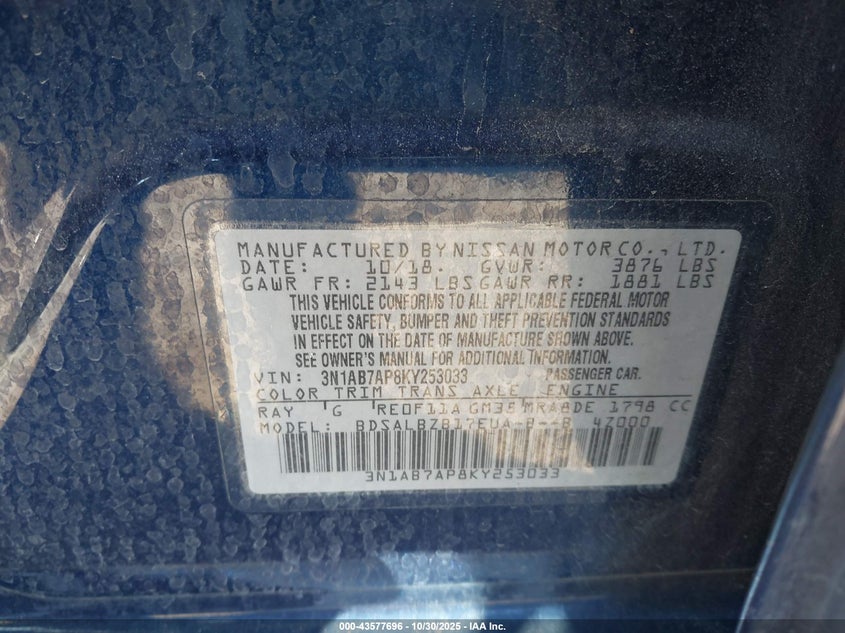 MANUFACTURED BY NISSAN MOTOR CO., LTD.
DATE: 10/18. GVWR: 3876 LBS
GAWR FR: 2143 LBS GAWR RR: 1881 LBS
THIS VEHICLE CONFORMS TO ALL APPLICABLE FEDERAL MOTOR
VEHICLE SAFETY, BUMPER AND THEFT PREVENTION STANDARDS
IN EFFECT ON THE DATE OF MANUFACTURE SHOWN ABOVE.
SEE OWNER'S MANUAL FOR ADDITIONAL INFORMATION.
VIN: 3N1AB7AP8KY253033 PASSENGER CAR.
COLOR TRIM TRANS AXLE ENGINE
RAY G RE0F11A GM35 MRA8DE 1798 CC
MODEL: BDSALBZB17EUA-B--B 4Z000
3N1AB7AP8KY253033
000-43577696 - 10/30/2025 - IAA Inc.